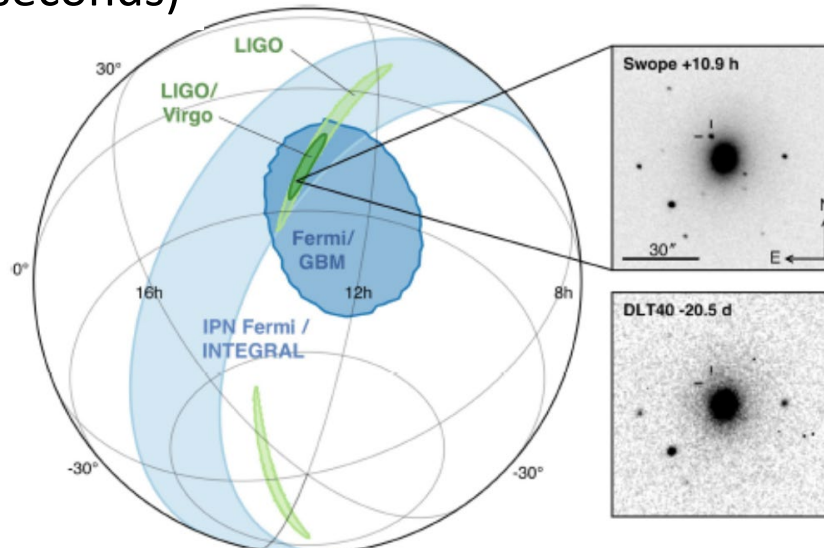 seconds)
LIGO
30°
LIGO/
Virgo
Fermi/
GBM
0°
16h
12h
8h
IPN Fermi /
INTEGRAL
-30°
-30°
Swope +10.9 h
30"
E
DLT40 -20.5 d